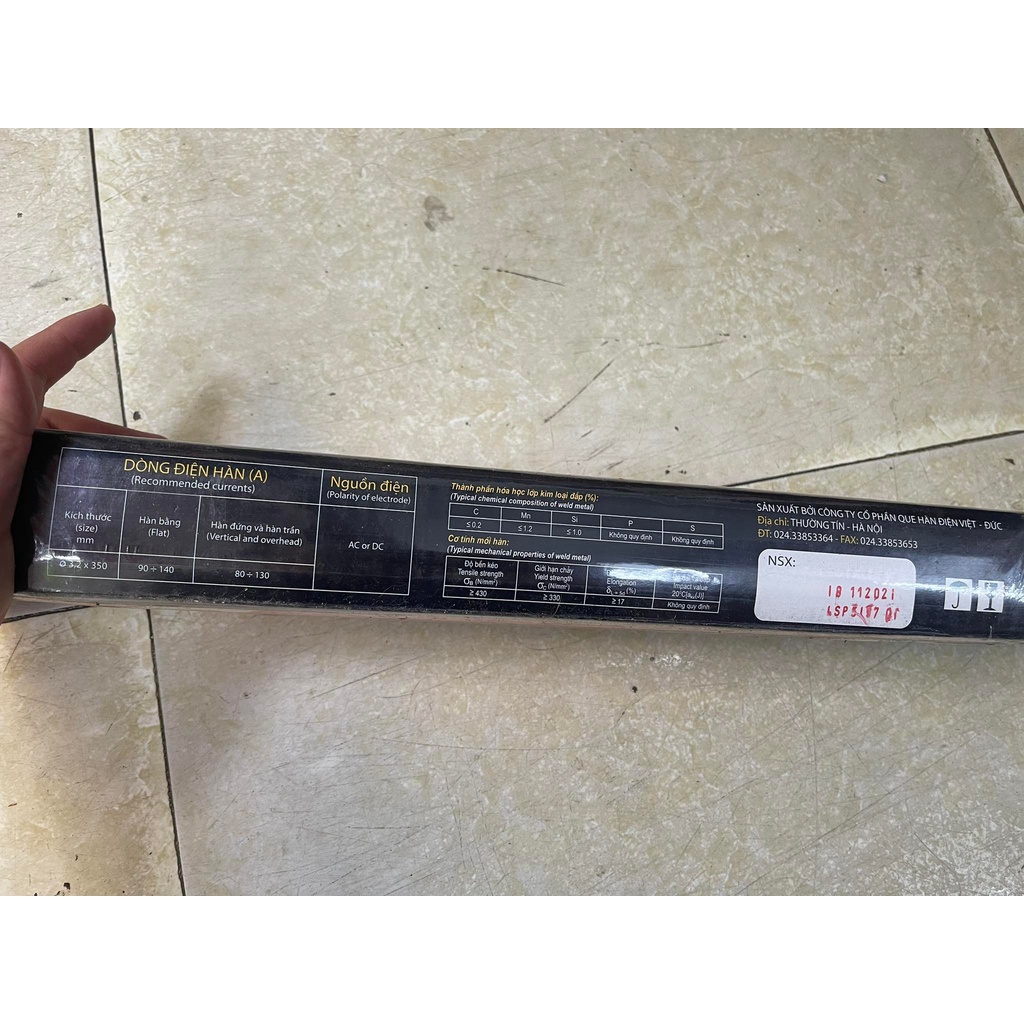 DÒNG ĐIỆN HÀN (A)
(Recommended currents)
Nguồn điện
(Polarity of electrode)
Kích thước
(size)
mm
Hàn bằng
(Flat)
Hàn đứng và hàn trần
(Vertical and overhead)
AC or DC
3.2 x 350
90 ÷ 140
80 ÷ 130
Thành phần hóa học lớp kim loại đắp (%):
(Typical chemical composition of weld metal)
C Mn Si P S
≤ 0.2 ≤ 1.2 ≤ 1.0 Không quy định Không quy định
Cơ tính mối hàn:
(Typical mechanical properties of weld metal)
Độ bền kéo
Tensile strength
σB (N/mm²)
Giới hạn chảy
Yield strength
(N/mm²)
Elongation
(%)
Impact value
≥ 430 ≥ 330 ≥ 17 Không quy định
SẢN XUẤT BỞI CÔNG TY CỔ PHẦN QUE HÀN ĐIỆN VIỆT - ĐỨC
Địa chỉ: THƯỜNG TÍN - HÀ NỘI
ĐT: 024.33853364 - FAX: 024.33853653
NSX:
18 112021